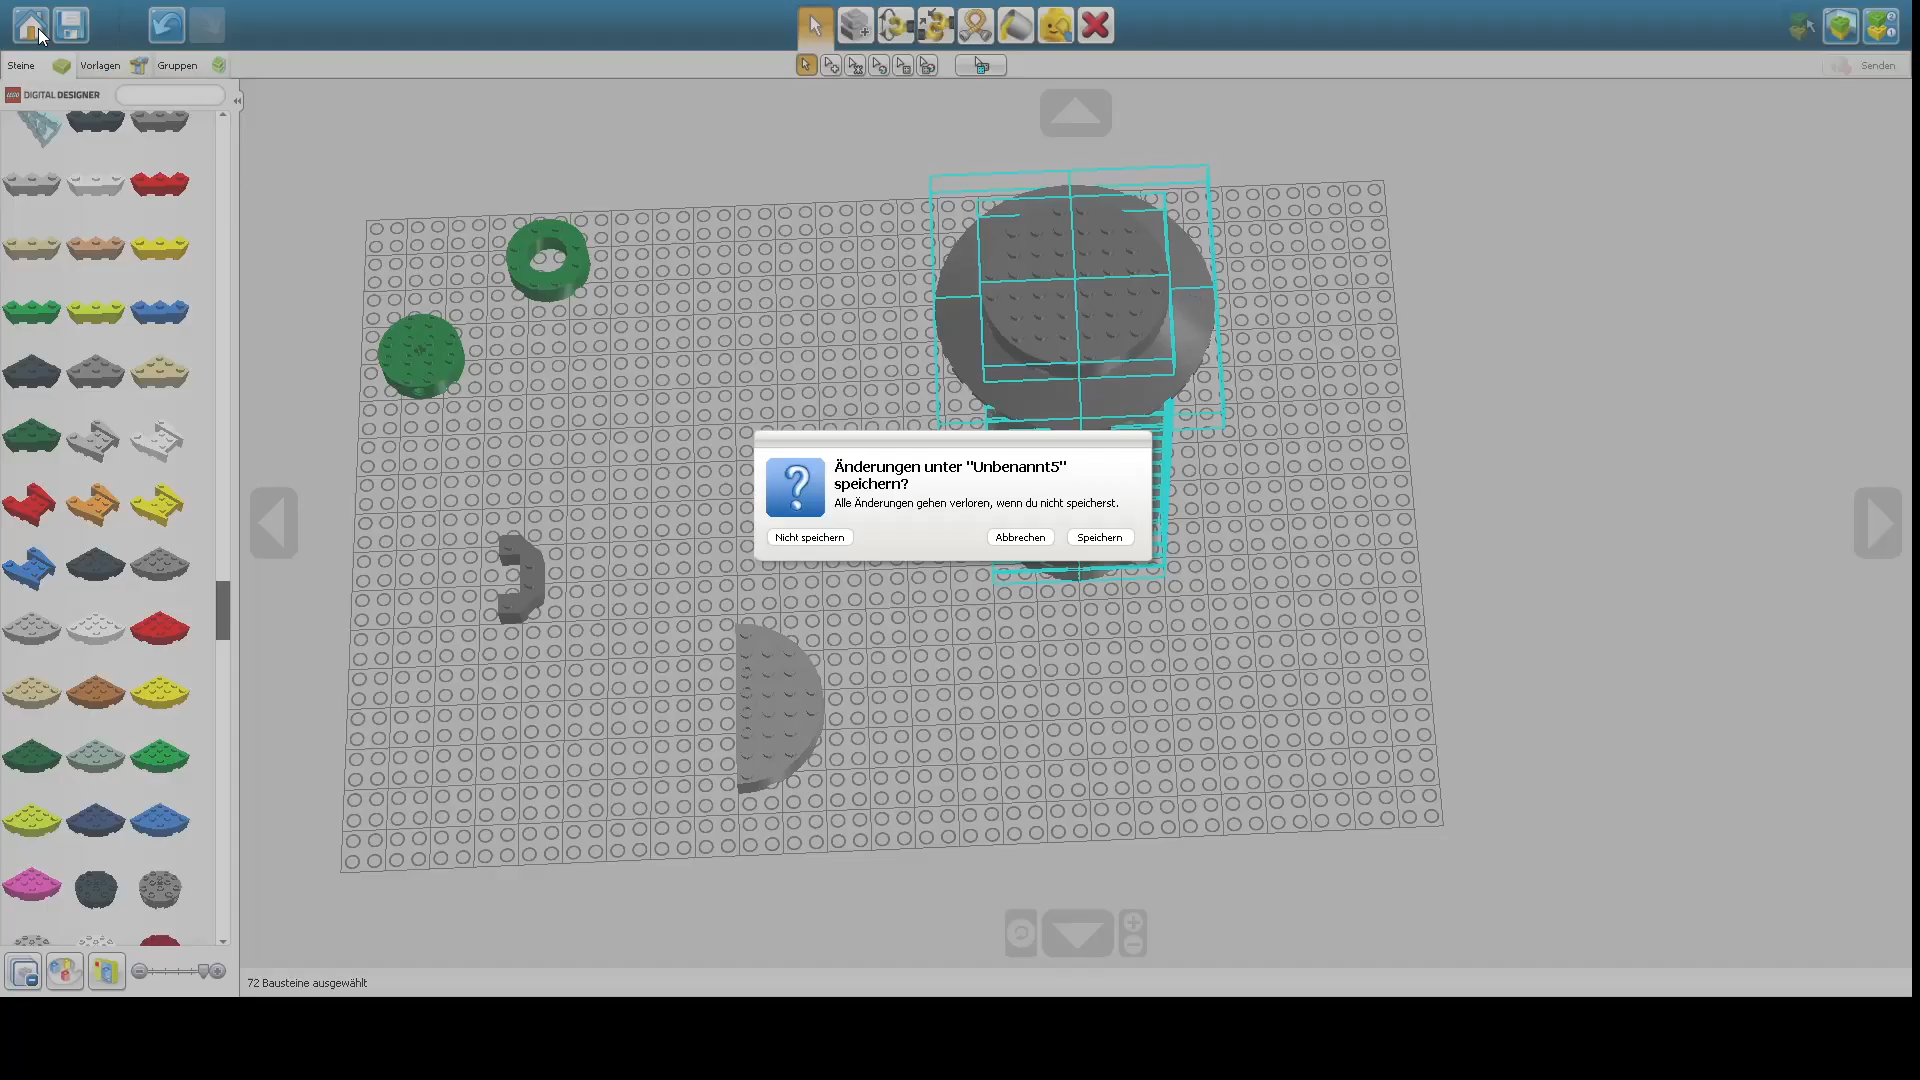 Steine
Vorlagen
Gruppen
Senden
LEGO DIGITAL DESIGNER
Änderungen unter "Unbenannt5"
speichern?
Alle Änderungen gehen verloren, wenn du nicht speicherst.
Nicht speichern
Abbrechen
Speichern
72 Bausteine ausgewählt